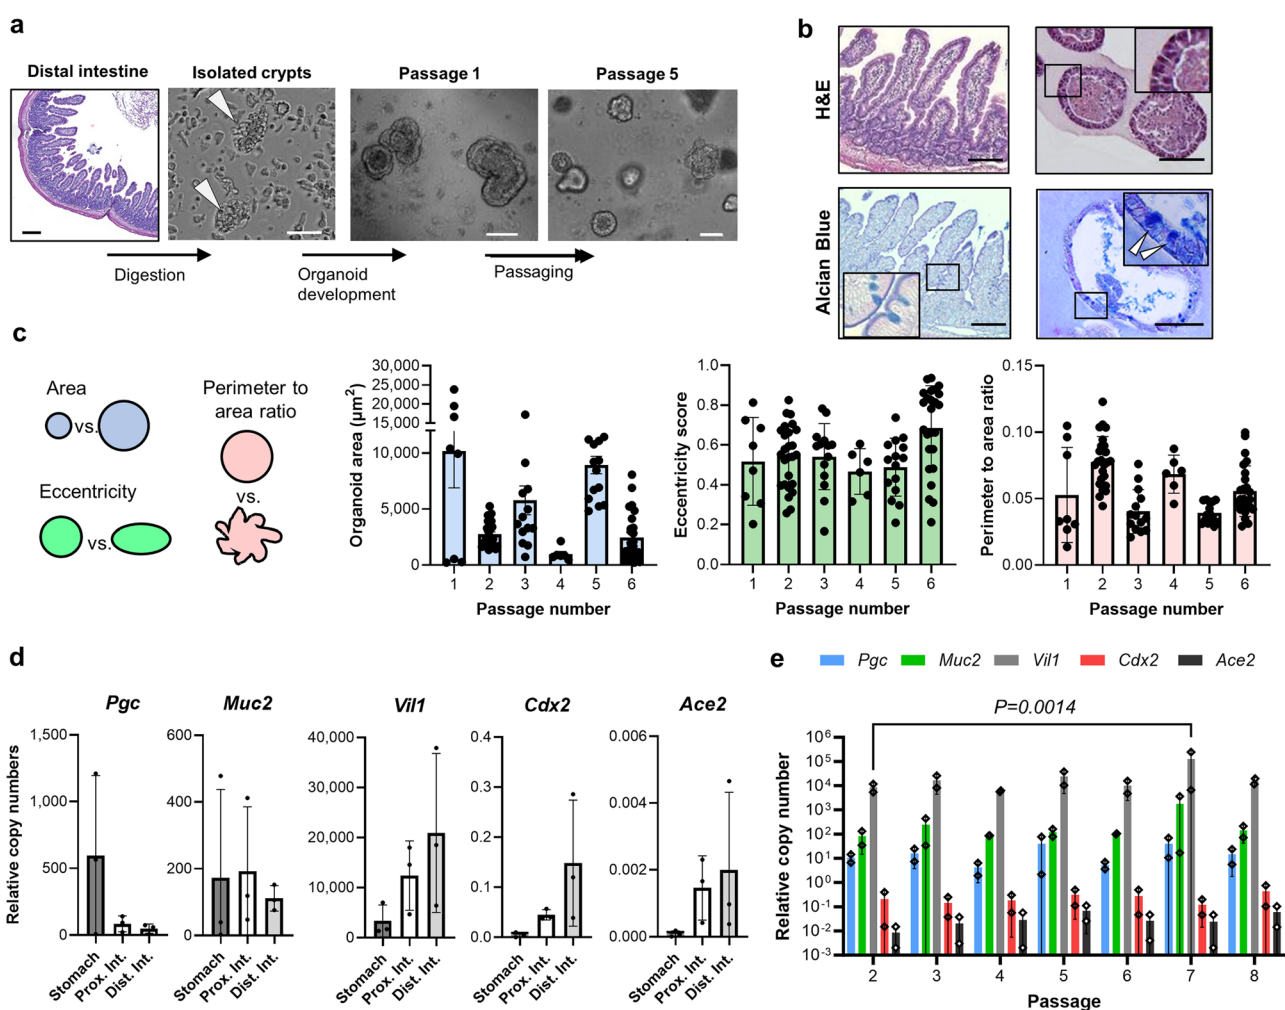 a
Distal intestine
Isolated crypts
Passage 1
Passage 5
Digestion
Organoid
development
Passaging
b
H&E
Alcian Blue
c
Area
vs.
Eccentricity
vs.
Perimeter to
area ratio
vs.
Organoid area (µm²)
30,000
25,000
20,000
15,000
10,000
5,000
0
1 2 3 4 5 6
Passage number
Eccentricity score
1.0
0.8
0.6
0.4
0.2
0.0
1 2 3 4 5 6
Passage number
Perimeter to area ratio
0.15
0.10
0.05
0.00
1 2 3 4 5 6
Passage number
d
Relative copy numbers
Pgc
1,500
1,000
500
0
Stomach
Prox. Int.
Dist. Int.
Muc2
600
400
200
0
Stomach
Prox. Int.
Dist. Int.
Vil1
40,000
30,000
20,000
10,000
0
Stomach
Prox. Int.
Dist. Int.
Cdx2
0.4
0.3
0.2
0.1
0.0
Stomach
Prox. Int.
Dist. Int.
Ace2
0.006
0.004
0.002
0.000
Stomach
Prox. Int.
Dist. Int.
e
Pgc Muc2 Vil1 Cdx2 Ace2
P=0.0014
Relative copy number
10⁶
10⁵
10⁴
10³
10²
10¹
10⁰
10⁻¹
10⁻²
10⁻³
2 3 4 5 6 7 8
Passage